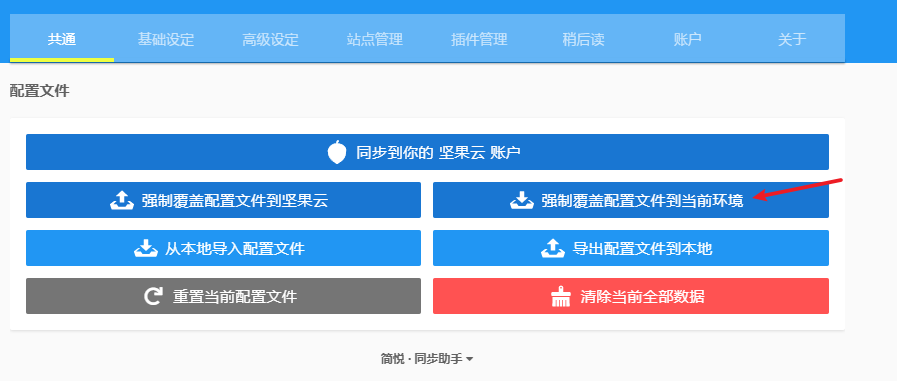 共通 基础设定 高级设定 站点管理 插件管理 稍后读 账户 关于
配置文件
同步到你的 坚果云 账户
强制覆盖配置文件到坚果云 强制覆盖配置文件到当前环境
从本地导入配置文件 导出配置文件到本地
重置当前配置文件 清除当前全部数据
简悦 · 同步助手